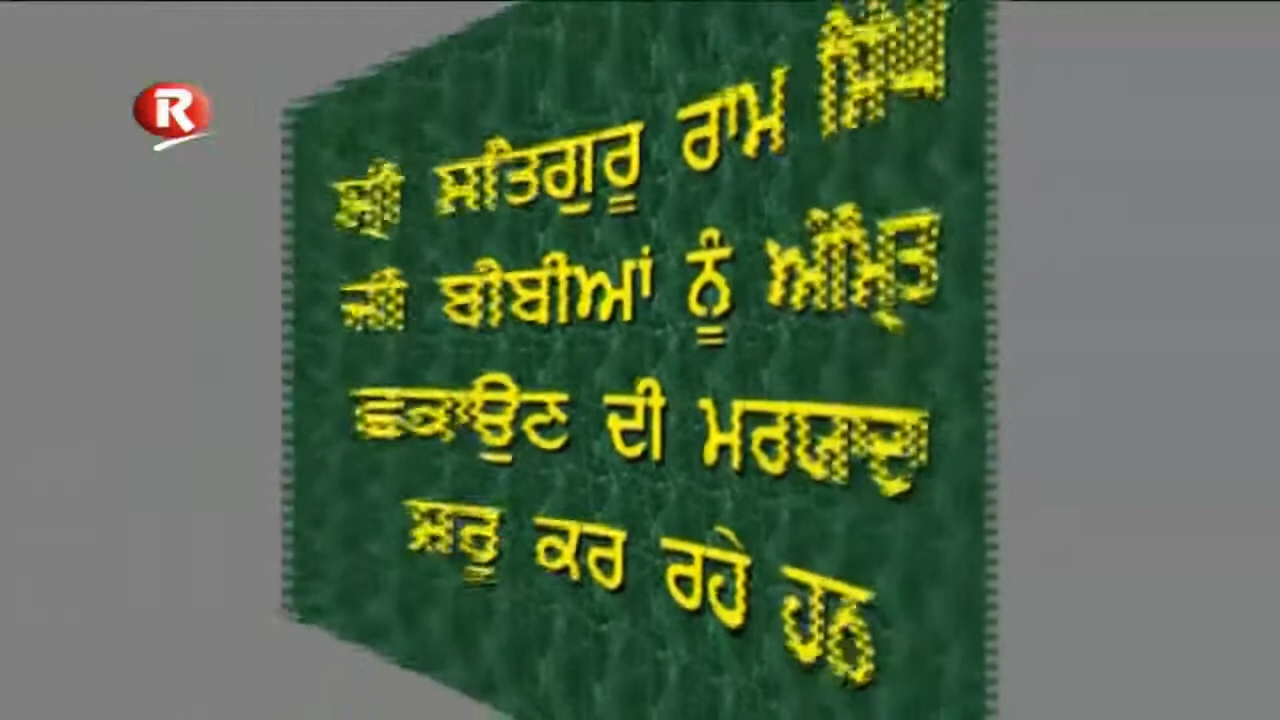 R
ਸ੍ਰੀ ਸਤਿਗੁਰੂ ਰਾਮ ਸਿੰਘ
ਜੀ ਬੀਬੀਆਂ ਨੂੰ ਅੰਮ੍ਰਿਤ
ਛਕਾਉਣ ਦੀ ਮਰਯਾਦਾ
ਸ਼ਰੂ ਕਰ ਰਹੇ ਹਨ